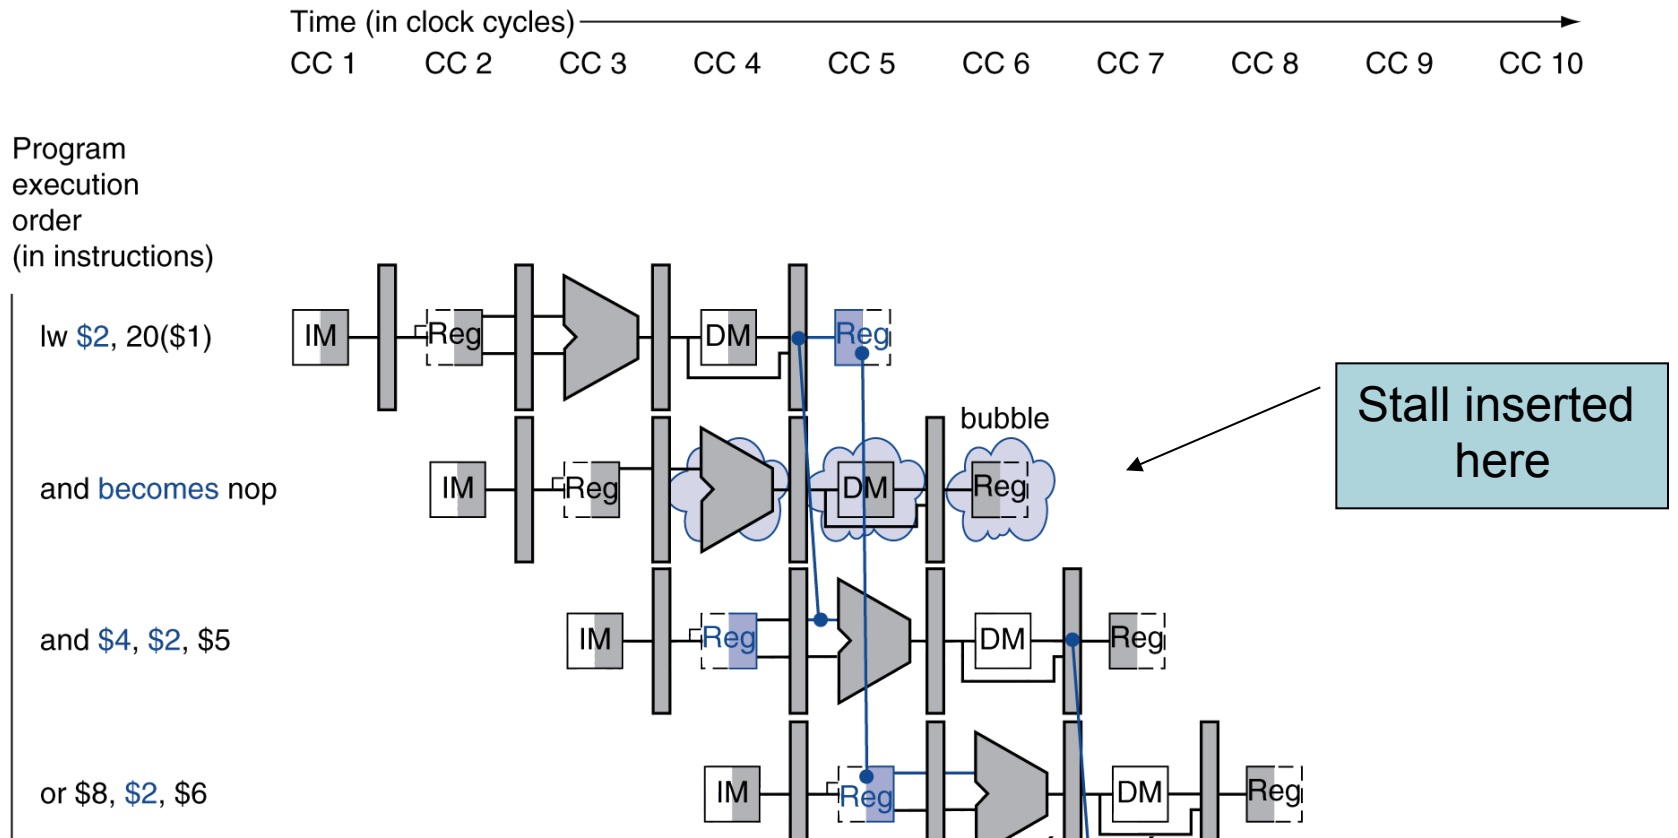 Time (in clock cycles)
CC 1 CC 2 CC 3 CC 4 CC 5 CC 6 CC 7 CC 8 CC 9 CC 10
Program
execution
order
(in instructions)
lw $2, 20($1)
IM Reg DM Reg
Stall inserted
here
bubble
and becomes nop
IM Reg DM Reg
and $4, $2, $5
IM Reg DM Reg
or $8, $2, $6
IM Reg DM Reg